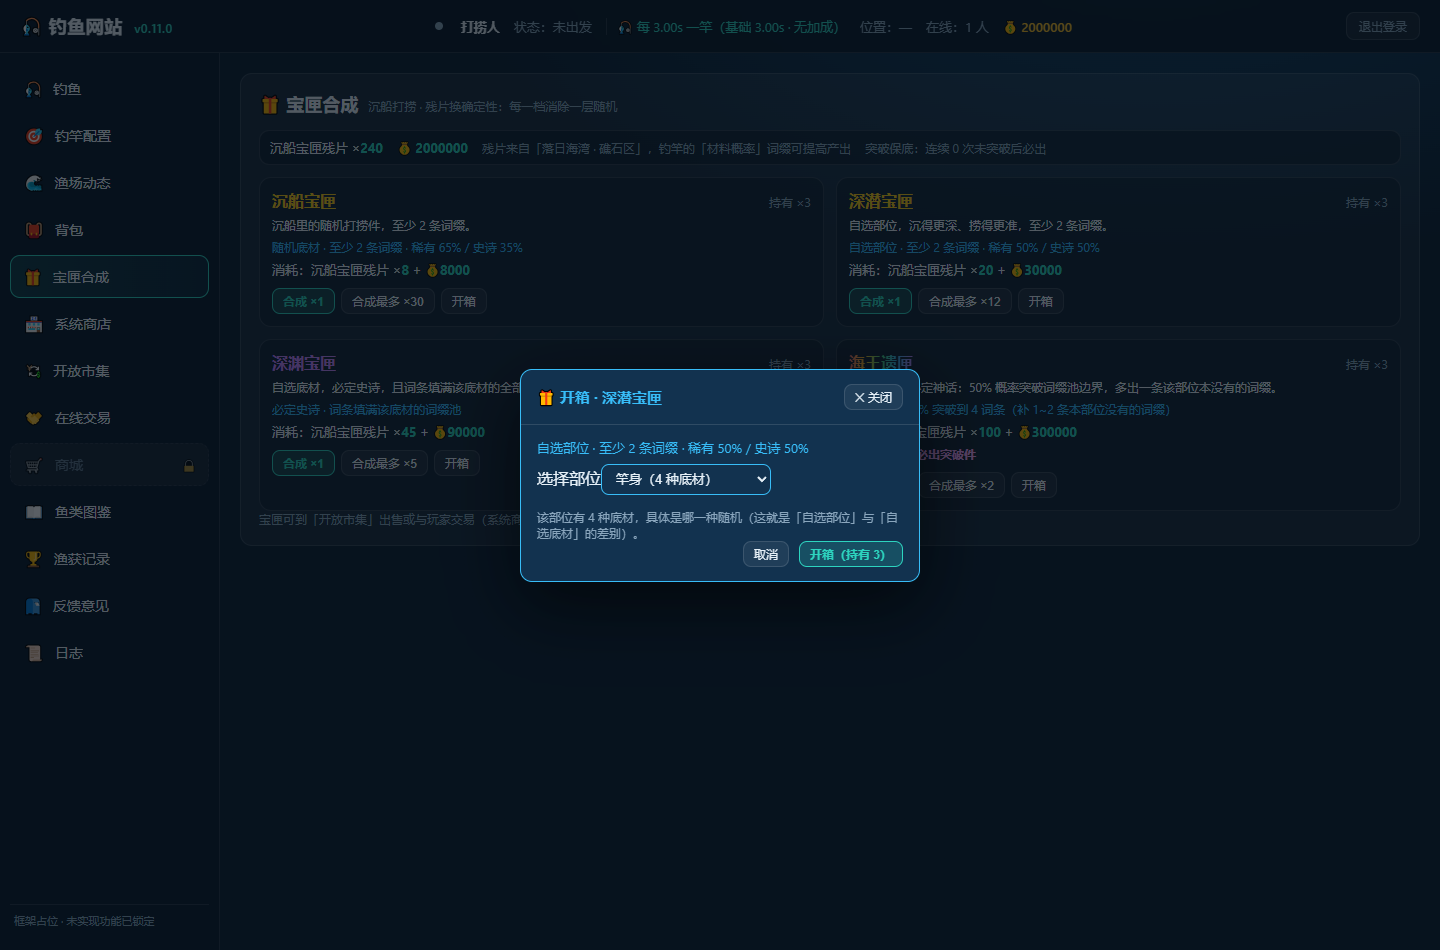 钓鱼网站 v0.11.0
打捞人 状态：未出发 每 3.00s 一竿（基础 3.00s · 无加成） 位置：— 在线：1 人 2000000
退出登录
钓鱼
钓竿配置
渔场动态
背包
宝匣合成
系统商店
开放市集
在线交易
商城
鱼类图鉴
渔获记录
反馈意见
日志
框架占位 · 未实现功能已锁定
宝匣合成 沉船打捞 · 残片换确定性：每一档消除一层随机
沉船宝匣残片 ×240 2000000 残片来自「落日海湾 · 礁石区」，钓竿的「材料概率」词缀可提高产出 突破保底：连续 0 次未突破后必出
沉船宝匣 持有 ×3
沉船里的随机打捞件，至少 2 条词缀。
随机底材 · 至少 2 条词缀 · 稀有 65% / 史诗 35%
消耗：沉船宝匣残片 ×8 + 8000
合成 ×1 合成最多 ×30 开箱
深潜宝匣 持有 ×3
自选部位，沉得更深、捞得更准，至少 2 条词缀。
自选部位 · 至少 2 条词缀 · 稀有 50% / 史诗 50%
消耗：沉船宝匣残片 ×20 + 30000
合成 ×1 合成最多 ×12 开箱
深渊宝匣 持有 ×3
自选底材，必定史诗，且词条填满该底材的全部
必定史诗 · 词条填满该底材的词缀池
消耗：沉船宝匣残片 ×45 + 90000
合成 ×1 合成最多 ×5 开箱
海王遗匣 持有 ×3
定神话：50% 概率突破词缀池边界，多出一条该部位本没有的词缀。
% 突破到 4 词条（补 1~2 条本部位没有的词缀）
宝匣残片 ×100 + 300000
必出突破件
合成最多 ×2 开箱
宝匣可到「开放市集」出售或与玩家交易（系统商
开箱 · 深潜宝匣 ✕ 关闭
自选部位 · 至少 2 条词缀 · 稀有 50% / 史诗 50%
选择部位 竿身（4 种底材）
该部位有 4 种底材，具体是哪一种随机（这就是「自选部位」与「自
选底材」的差别）。
取消 开箱（持有 3）